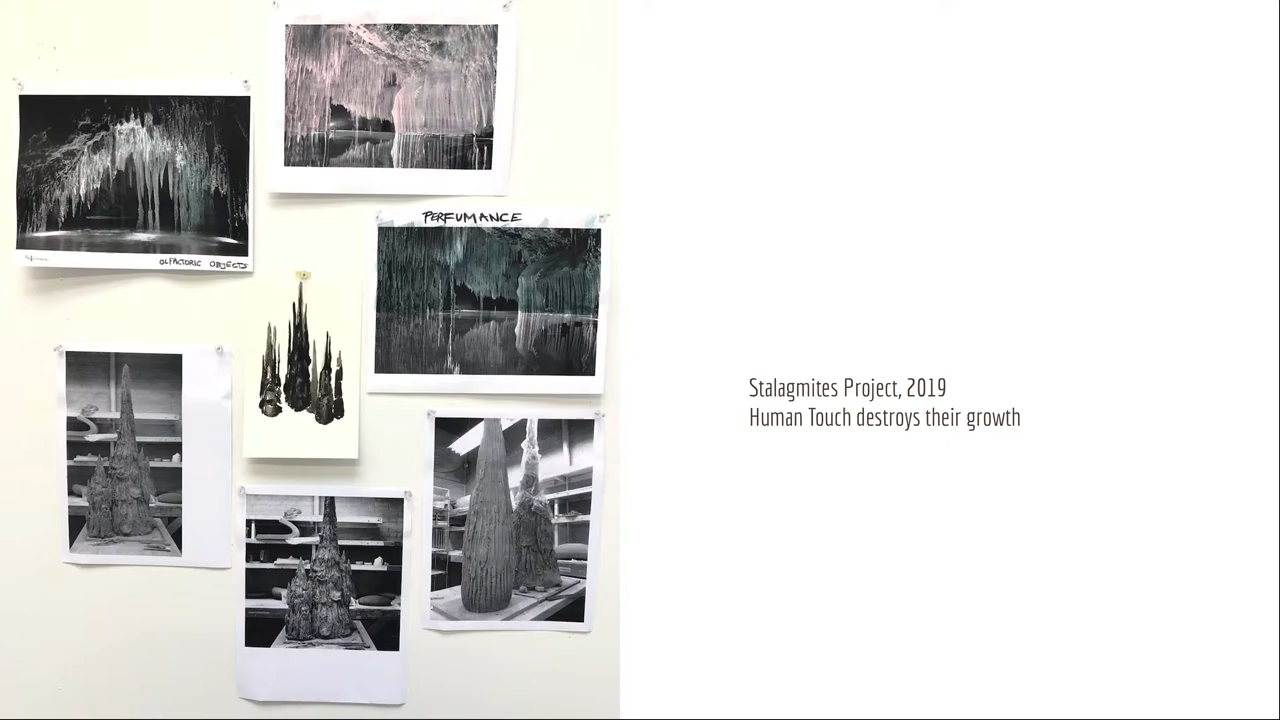 PERFUMANCE
OLFACTORIC OBJECTS
Stalagmites Project, 2019
Human Touch destroys their growth